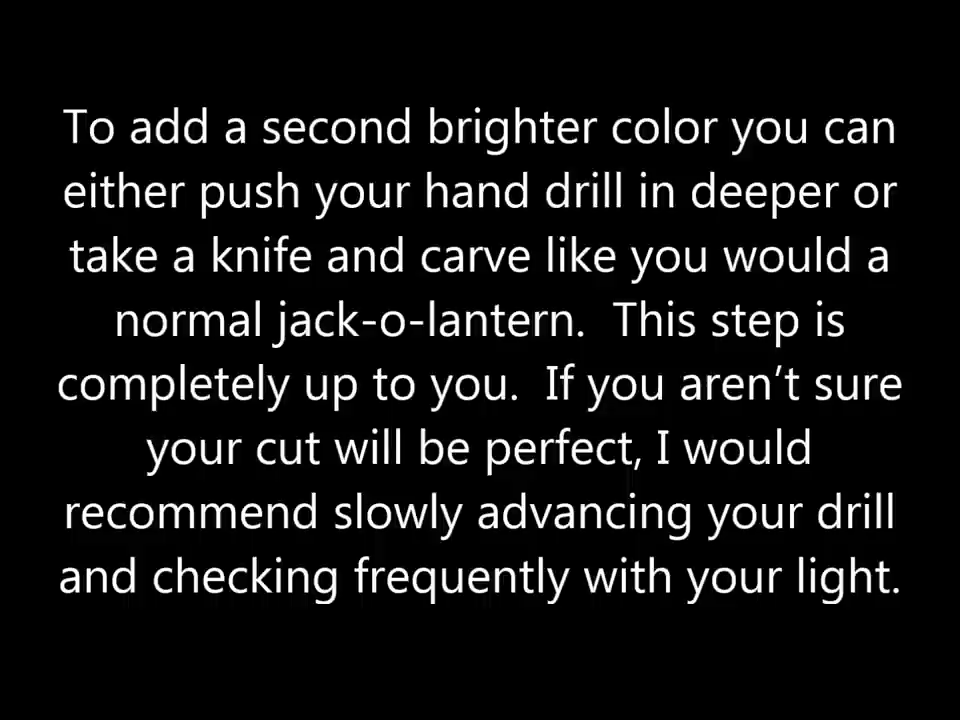 To add a second brighter color you can
either push your hand drill in deeper or
take a knife and carve like you would a
normal jack-o-lantern.  This step is
completely up to you.  If you aren’t sure
your cut will be perfect, I would
recommend slowly advancing your drill
and checking frequently with your light.